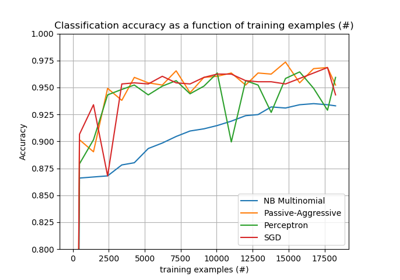 Classification accuracy as a function of training examples (#)
1.000
0.975
0.950
0.925
0.900
0.875
0.850
0.825
0.800
Accuracy
NB Multinomial
Passive-Aggressive
Perceptron
SGD
0 2500 5000 7500 10000 12500 15000 17500
training examples (#)